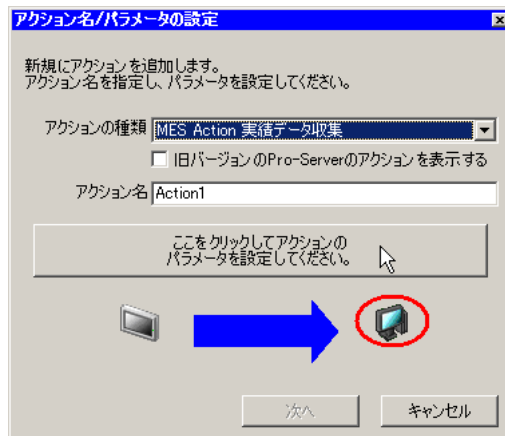 アクション名/パラメータの設定
新規にアクションを追加します。
アクション名を指定し、パラメータを設定してください。
アクションの種類 MES Action 実績データ収集
旧バージョンのPro-Serverのアクションを表示する
アクション名 Action1
ここをクリックしてアクションの
パラメータを設定してください。
次へ キャンセル